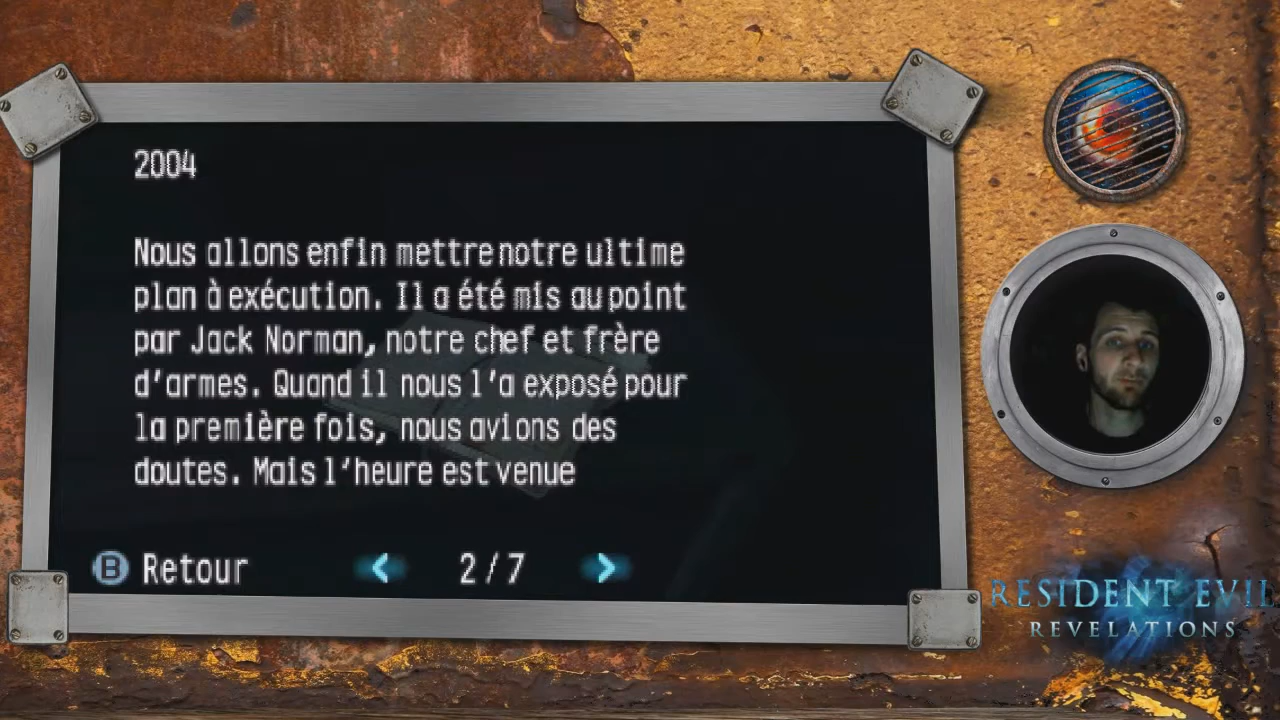 2004
Nous allons enfin mettre notre ultime
plan à exécution. Il a été mis au point
par Jack Norman, notre chef et frère
d'armes. Quand il nous l'a exposé pour
la première fois, nous avions des
doutes. Mais l'heure est venue
B Retour < 2/7 >
RESIDENT EVIL
REVELATIONS